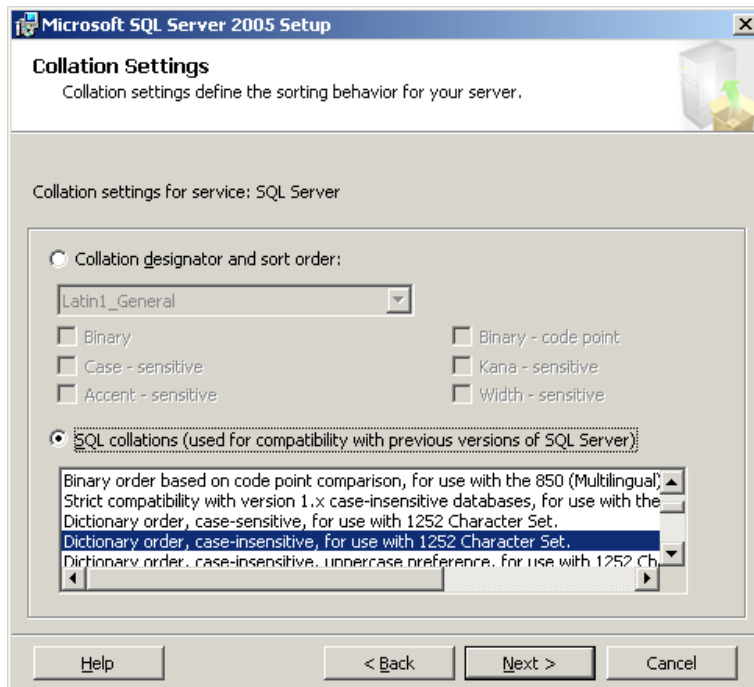 Microsoft SQL Server 2005 Setup
Collation Settings
Collation settings define the sorting behavior for your server.
Collation settings for service: SQL Server
Collation designator and sort order:
Latin1_General
Binary
Binary - code point
Case - sensitive
Kana - sensitive
Accent - sensitive
Width - sensitive
SQL collations (used for compatibility with previous versions of SQL Server)
Binary order based on code point comparison, for use with the 850 (Multilingual)
Strict compatibility with version 1.x case-insensitive databases, for use with the
Dictionary order, case-sensitive, for use with 1252 Character Set.
Dictionary order, case-insensitive, for use with 1252 Character Set.
Dictionary order, case-insensitive, uppercase preference, for use with 1252 Ch
Help
< Back
Next >
Cancel